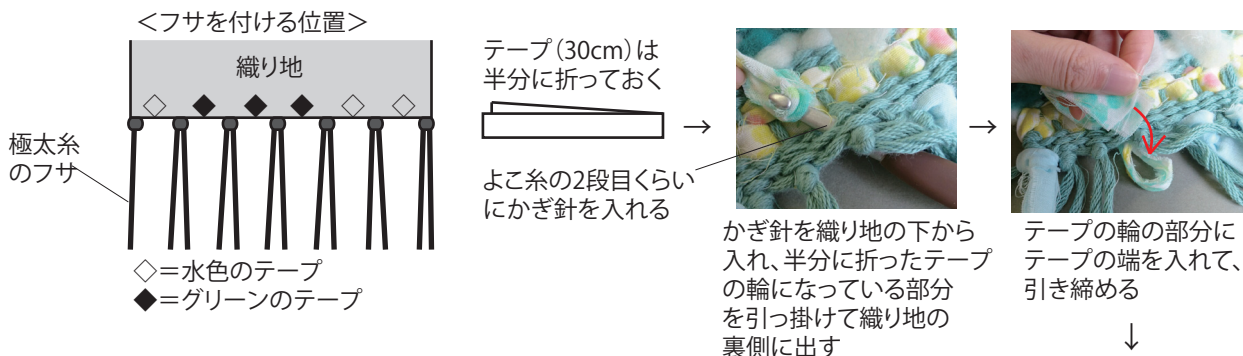 ＜フサを付ける位置＞
織り地
極太糸
のフサ
◇＝水色のテープ
◆＝グリーンのテープ
テープ（30cm）は
半分に折っておく
→
よこ糸の2段目くらい
にかぎ針を入れる
かぎ針を織り地の下から
入れ、半分に折ったテープ
の輪になっている部分
を引っ掛けて織り地の
裏側に出す
→
テープの輪の部分に
テープの端を入れて、
引き締める
↓